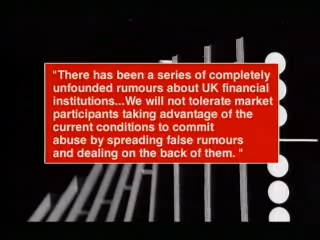 "There has been a series of completely
unfounded rumours about UK financial
institutions...We will not tolerate market
participants taking advantage of the
current conditions to commit
abuse by spreading false rumours
and dealing on the back of them. "